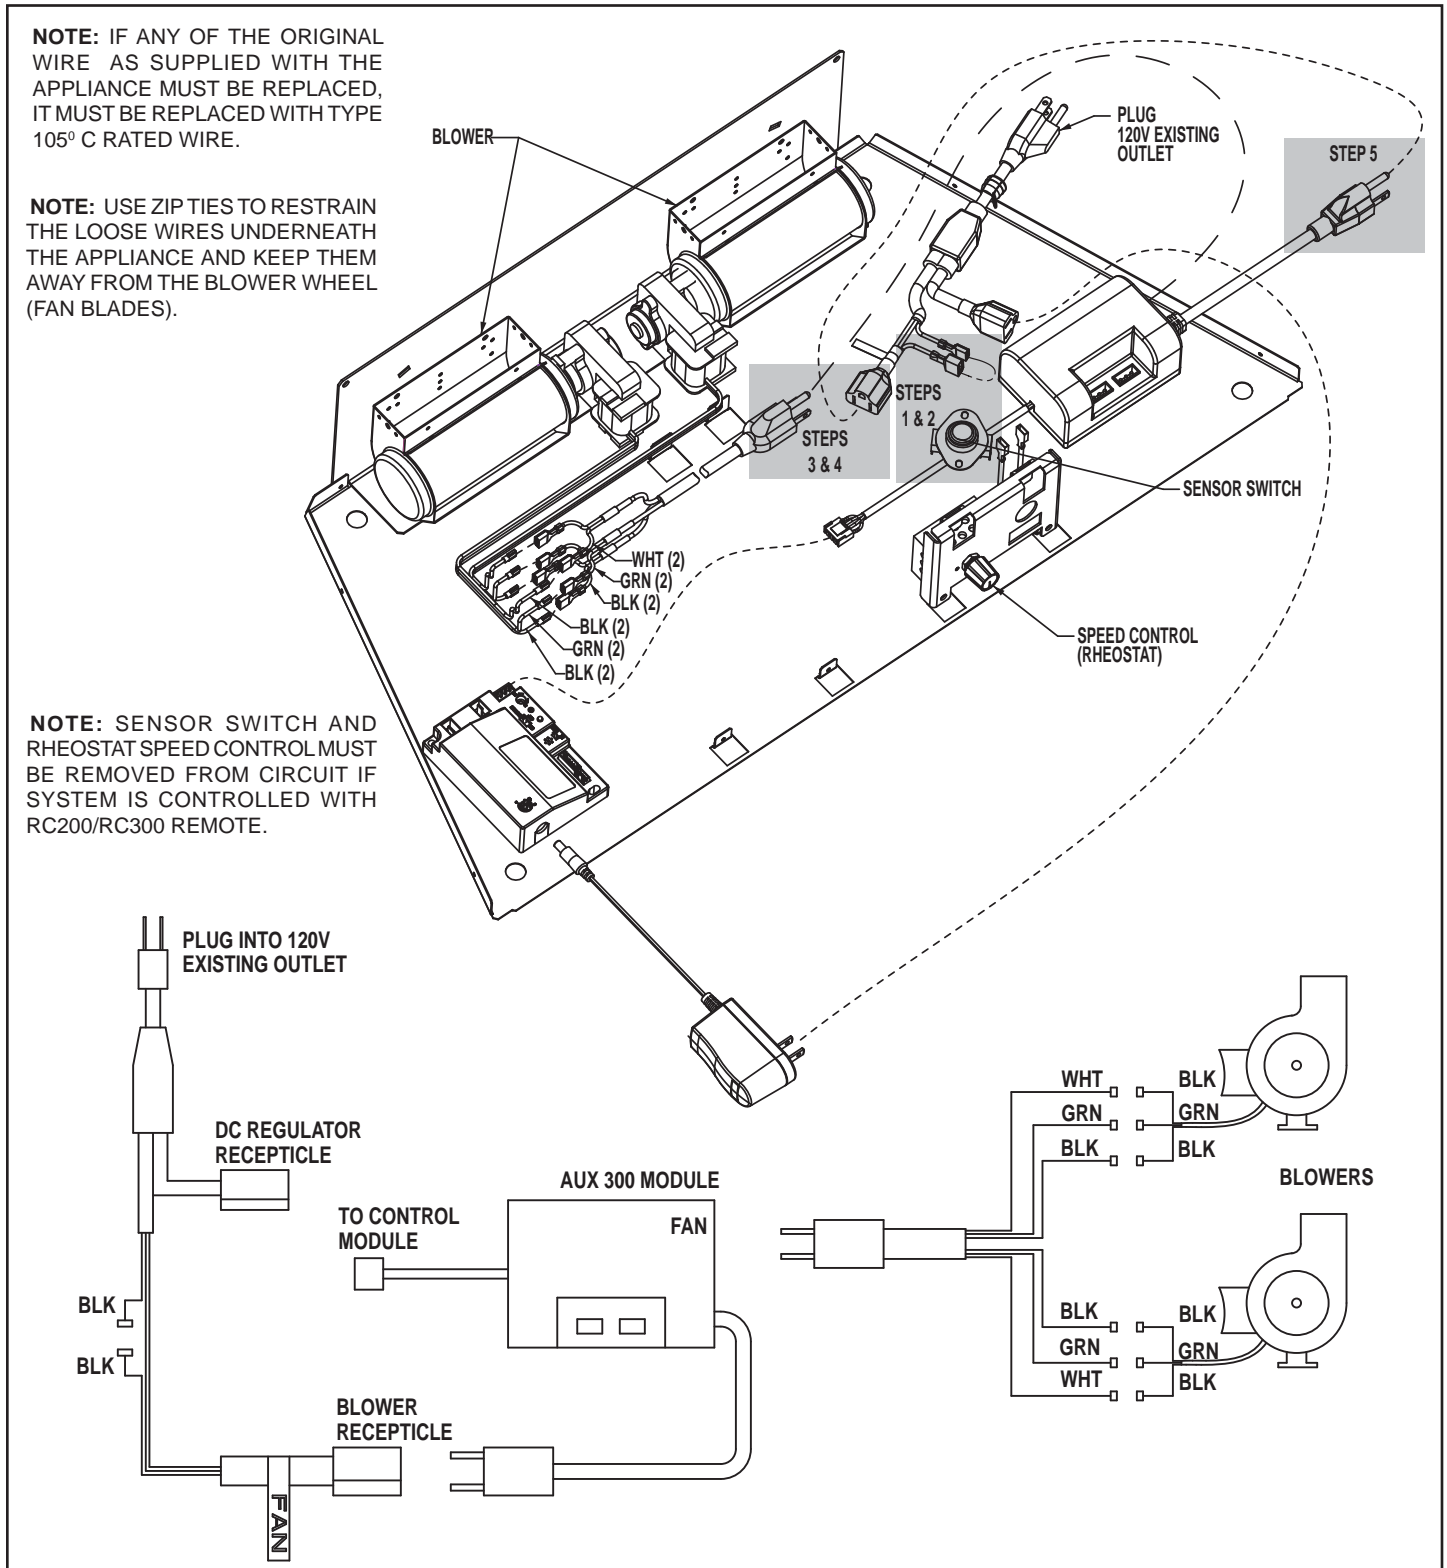 NOTE: IF ANY OF THE ORIGINAL
WIRE AS SUPPLIED WITH THE
APPLIANCE MUST BE REPLACED,
IT MUST BE REPLACED WITH TYPE
105⁰ C RATED WIRE.
NOTE: USE ZIP TIES TO RESTRAIN
THE LOOSE WIRES UNDERNEATH
THE APPLIANCE AND KEEP THEM
AWAY FROM THE BLOWER WHEEL
(FAN BLADES).
BLOWER
PLUG
120V EXISTING
OUTLET
STEP 5
STEPS
1 & 2
STEPS
3 & 4
SENSOR SWITCH
WHT (2)
GRN (2)
BLK (2)
BLK (2)
GRN (2)
BLK (2)
SPEED CONTROL
(RHEOSTAT)
NOTE: SENSOR SWITCH AND
RHEOSTAT SPEED CONTROL MUST
BE REMOVED FROM CIRCUIT IF
SYSTEM IS CONTROLLED WITH
RC200/RC300 REMOTE.
PLUG INTO 120V
EXISTING OUTLET
DC REGULATOR
RECEPTICLE
BLK
BLK
BLOWER
RECEPTICLE
FAN
TO CONTROL
MODULE
AUX 300 MODULE
FAN
WHT
BLK
GRN
GRN
BLK
BLK
BLOWERS
BLK
BLK
GRN
GRN
WHT
BLK